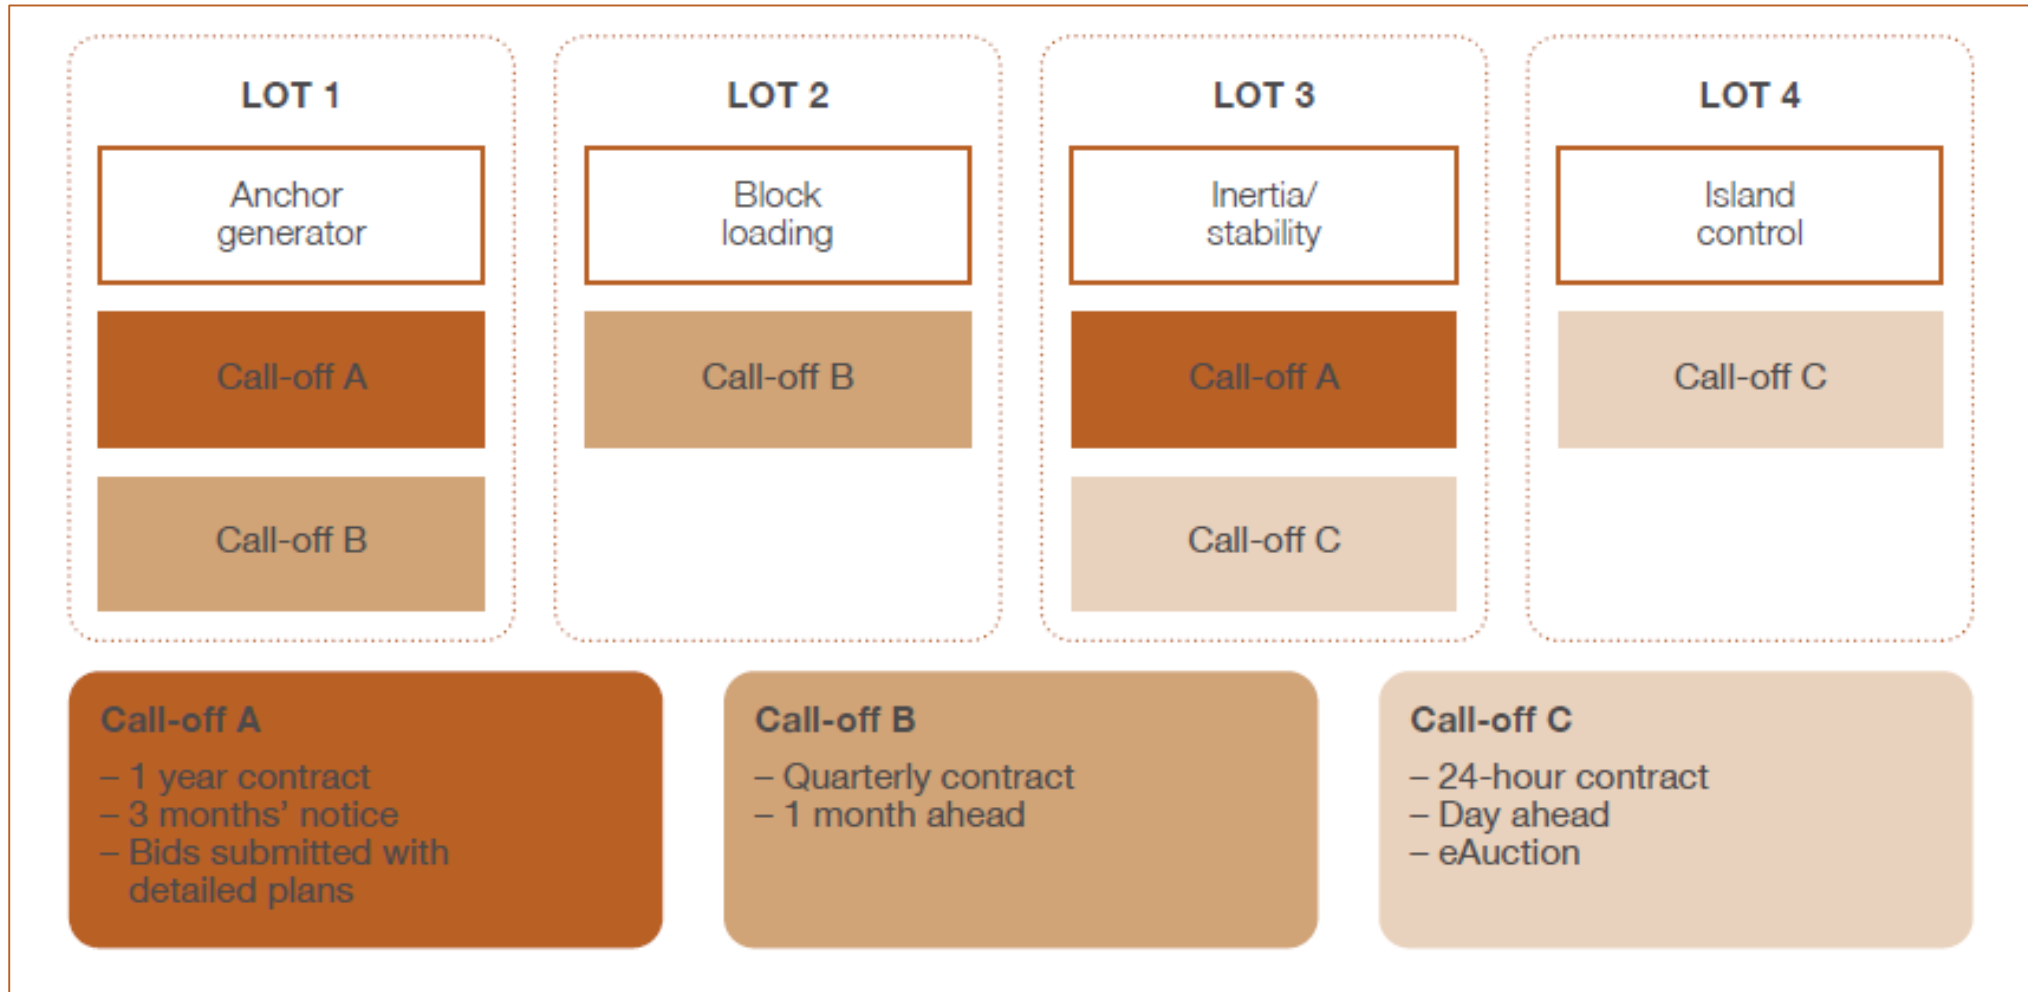 LOT 1
Anchor
generator
Call-off A
Call-off B
LOT 2
Block
loading
Call-off B
LOT 3
Inertia/
stability
Call-off A
Call-off C
LOT 4
Island
control
Call-off C
Call-off A
– 1 year contract
– 3 months’ notice
– Bids submitted with
detailed plans
Call-off B
– Quarterly contract
– 1 month ahead
Call-off C
– 24-hour contract
– Day ahead
– eAuction